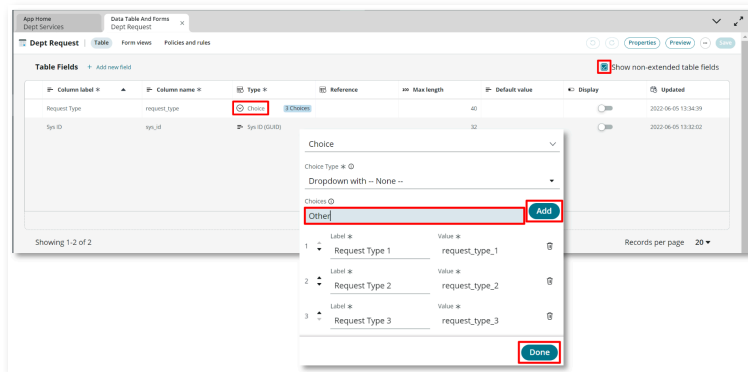 App Home
Dept Services
Data Table And Forms
Dept Request
Dept Request | Table Form views Policies and rules Properties Preview Save
Table Fields + Add new field Show non-extended table fields
Column label * Column name * Type * Reference Max length Default value Display Updated
Request Type request_type Choice 3 Choices 40 2022-06-05 13:34:39
Sys ID sys_id Sys ID (GUID) 32 2022-06-05 13:32:02
Showing 1-2 of 2 Records per page 20
Choice
Choice Type *
Dropdown with -- None --
Choices
Other Add
Label * Value *
1 Request Type 1 request_type_1
Label * Value *
2 Request Type 2 request_type_2
Label * Value *
3 Request Type 3 request_type_3
Done